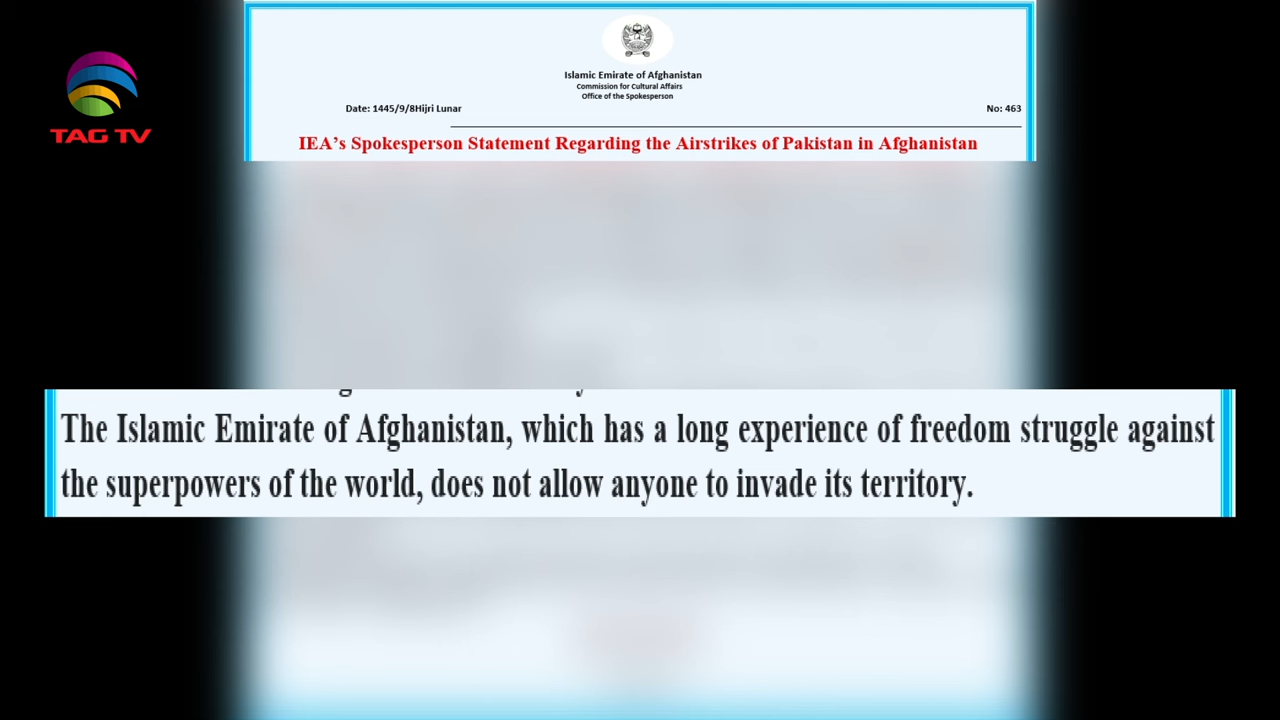 TAG TV
Islamic Emirate of Afghanistan
Commission for Cultural Affairs
Office of the Spokesperson
Date: 1445/9/8Hijri Lunar
No: 463
IEA's Spokesperson Statement Regarding the Airstrikes of Pakistan in Afghanistan
The Islamic Emirate of Afghanistan, which has a long experience of freedom struggle against
the superpowers of the world, does not allow anyone to invade its territory.